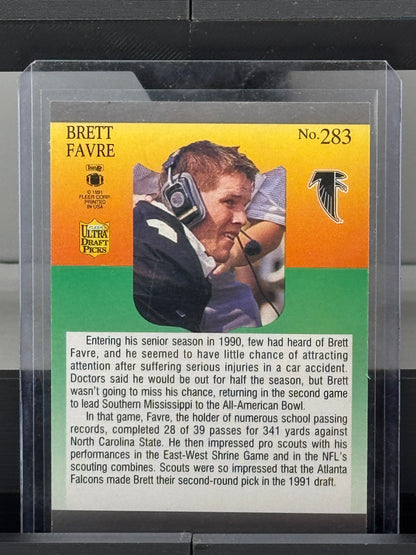 BRETT
FAVRE
No. 283
© 1991
FLEER CORP.
PRINTED
IN USA
ULTRA
DRAFT
PICKS
Entering his senior season in 1990, few had heard of Brett
Favre, and he seemed to have little chance of attracting
attention after suffering serious injuries in a car accident.
Doctors said he would be out for half the season, but Brett
wasn't going to miss his chance, returning in the second game
to lead Southern Mississippi to the All-American Bowl.
In that game, Favre, the holder of numerous school passing
records, completed 28 of 39 passes for 341 yards against
North Carolina State. He then impressed pro scouts with his
performances in the East-West Shrine Game and in the NFL's
scouting combines. Scouts were so impressed that the Atlanta
Falcons made Brett their second-round pick in the 1991 draft.